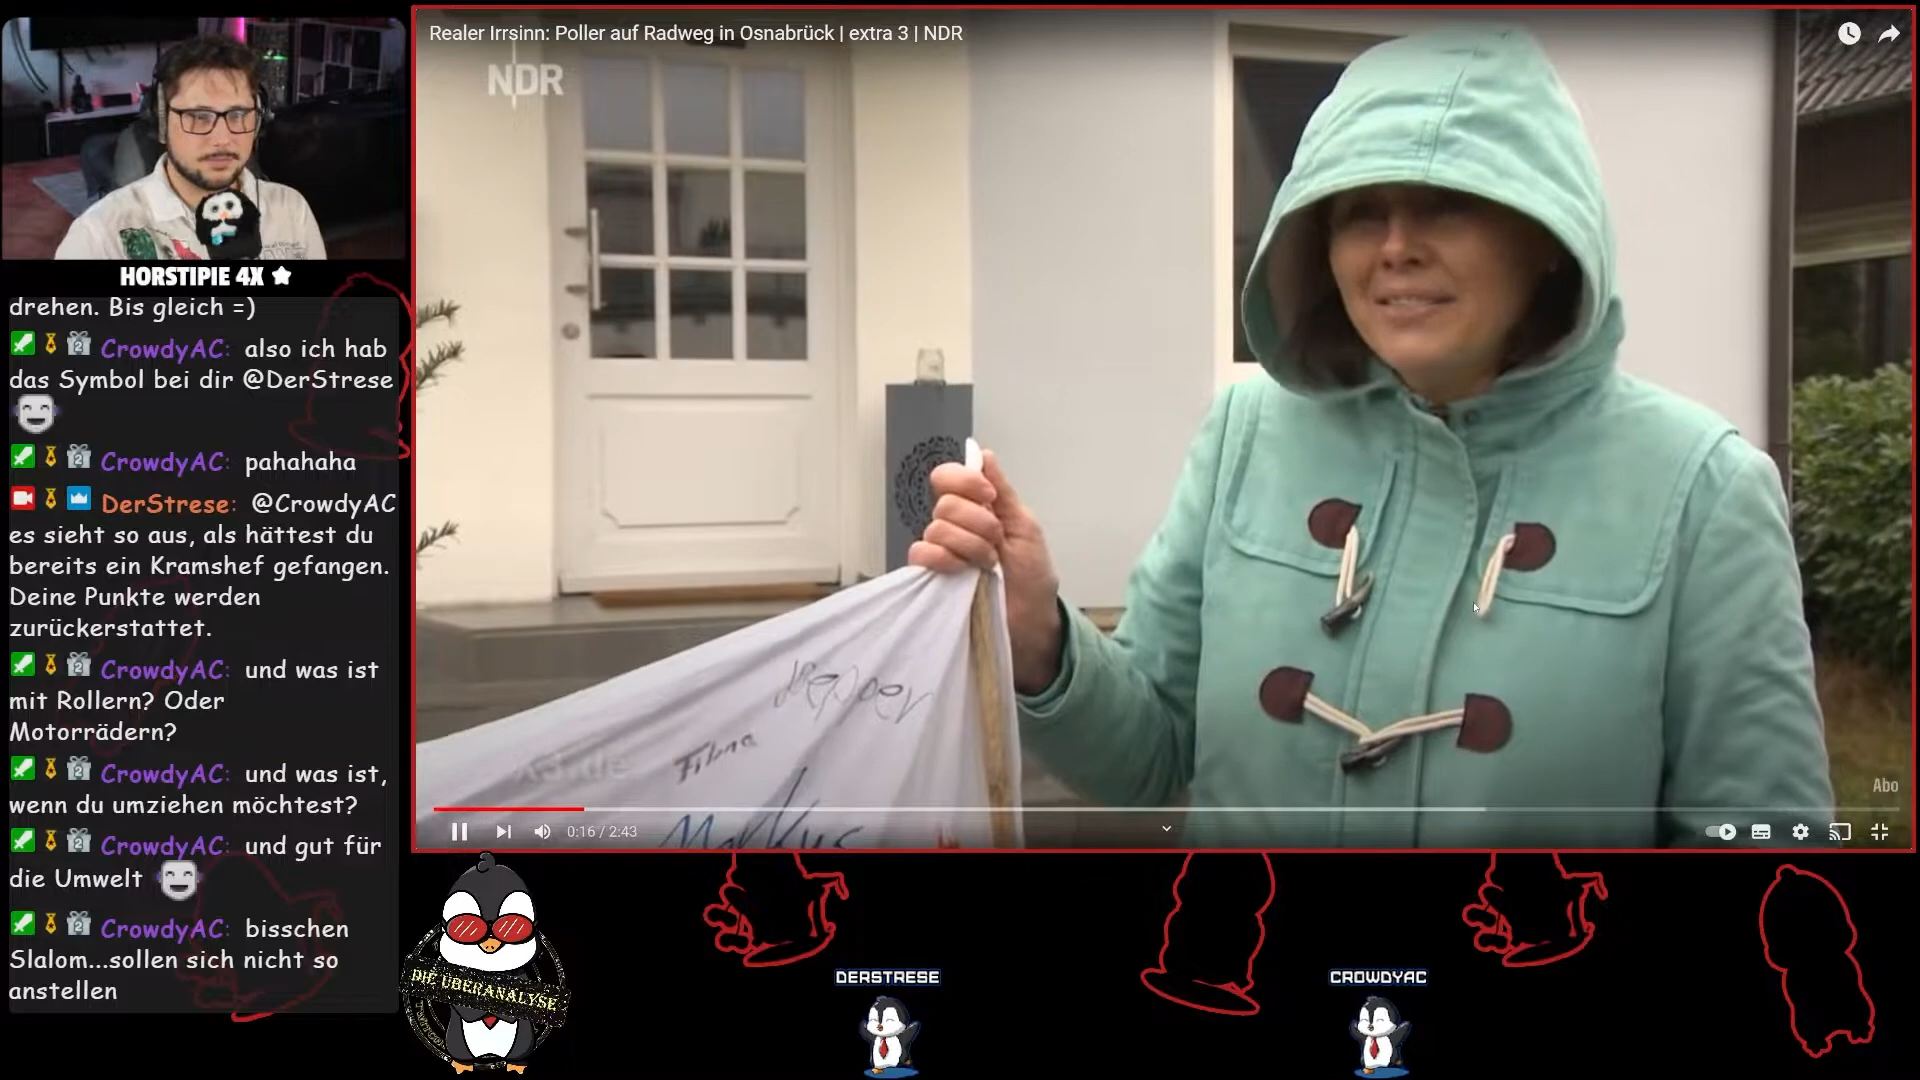 Realer Irrsinn: Poller auf Radweg in Osnabrück | extra 3 | NDR
NDR
HORSTIPIE 4X
drehen. Bis gleich =)
CrowdyAC: also ich hab
das Symbol bei dir @DerStrese
CrowdyAC: pahahaha
DerStrese: @CrowdyAC
es sieht so aus, als hättest du
bereits ein Kramshef gefangen.
Deine Punkte werden
zurückerstattet.
CrowdyAC: und was ist
mit Rollern? Oder
Motorrädern?
CrowdyAC: und was ist,
wenn du umziehen möchtest?
CrowdyAC: und gut für
die Umwelt
CrowdyAC: bisschen
Slalom...sollen sich nicht so
anstellen
Markus
Abo
0:16 / 2:43
DIE ÜBERANALYSE
DERSTRESE
CROWDYAC